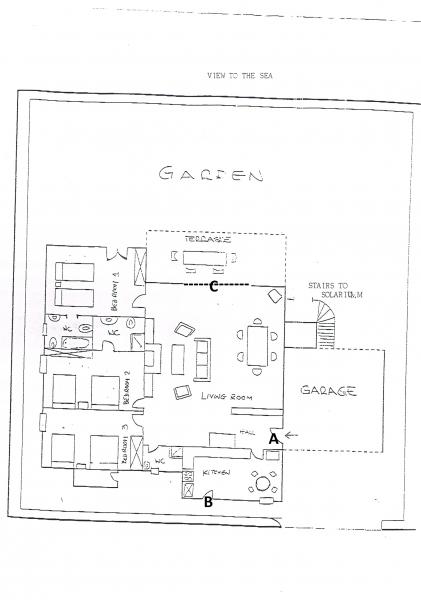 VIEW TO THE SEA
GARDEN
TERRACE
C
STAIRS TO
SOLARIUM,M
BEDROOM 1
WC
WC
BEDROOM 2
LIVING ROOM
GARAGE
HALL
A
BEDROOM 3
WC
KITCHEN
B